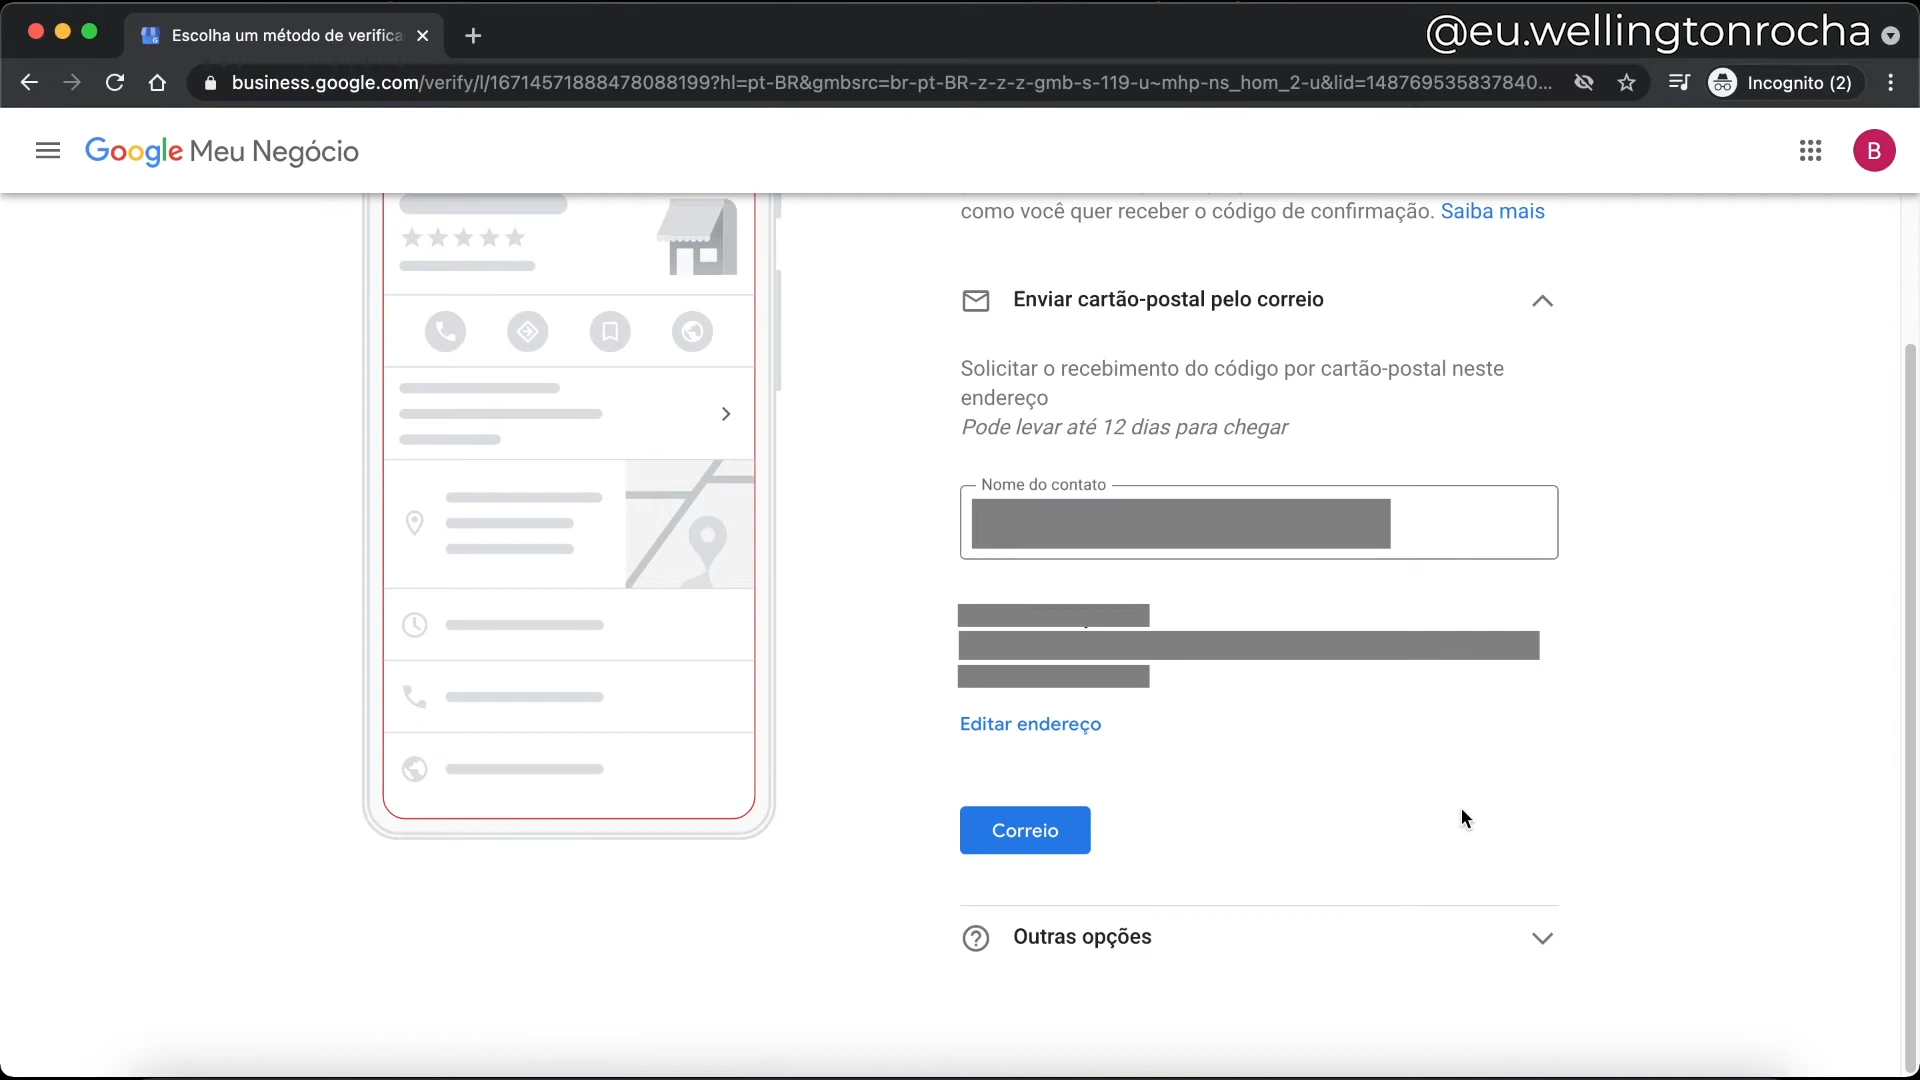 Escolha um método de verifica
@eu.wellingtonrocha
business.google.com/verify/l/16714571888478088199?hl=pt-BR&gmbsrc=br-pt-BR-z-z-z-gmb-s-119-u~mhp-ns_hom_2-u&lid=148769535837840...
Incognito (2)
Google Meu Negócio
B
como você quer receber o código de confirmação. Saiba mais
Enviar cartão-postal pelo correio
Solicitar o recebimento do código por cartão-postal neste
endereço
Pode levar até 12 dias para chegar
Nome do contato
Editar endereço
Correio
Outras opções